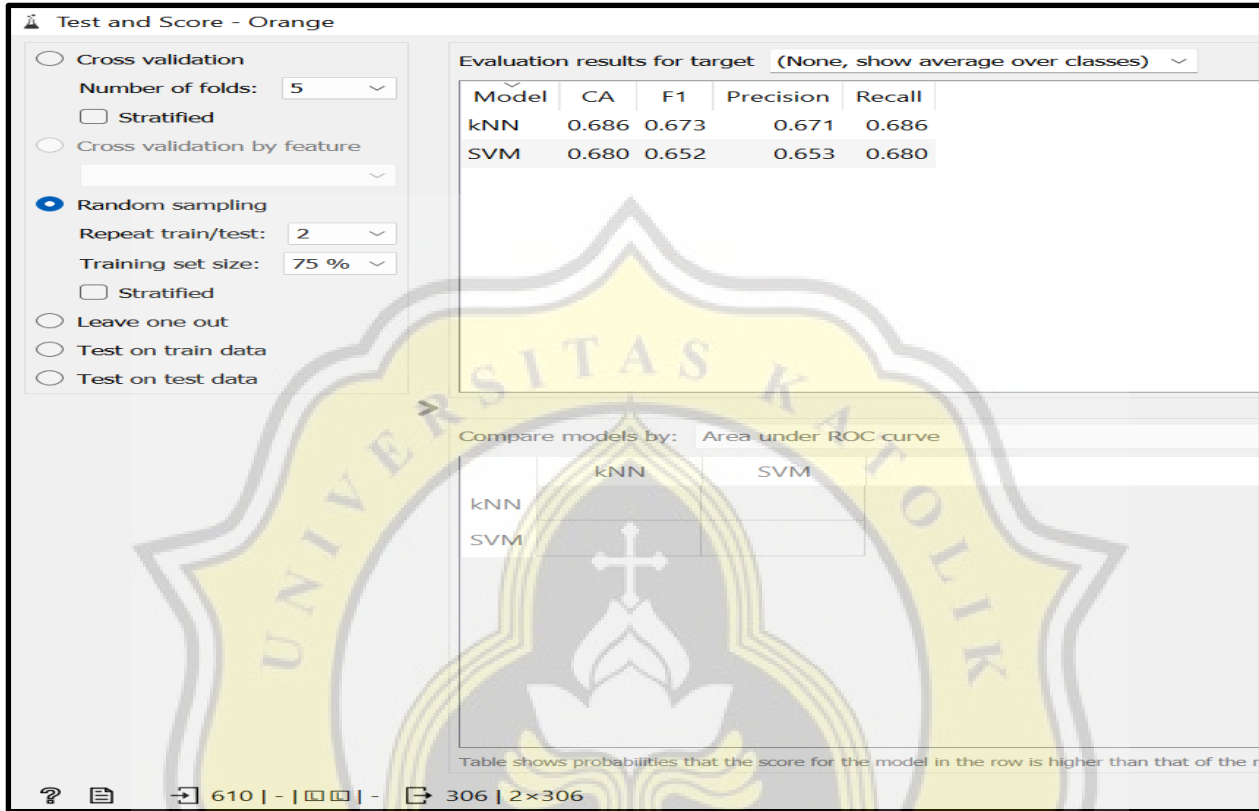 Test and Score - Orange
Cross validation
Number of folds: 5
Stratified
Cross validation by feature
Random sampling
Repeat train/test: 2
Training set size: 75 %
Stratified
Leave one out
Test on train data
Test on test data
Evaluation results for target (None, show average over classes)
Model CA F1 Precision Recall
kNN 0.686 0.673 0.671 0.686
SVM 0.680 0.652 0.653 0.680
Compare models by: Area under ROC curve
kNN SVM
kNN
SVM
Table shows probabilities that the score for the model in the row is higher than that of the
610 | - | | - 306 | 2×306
UNIVERSITAS KATOLIK